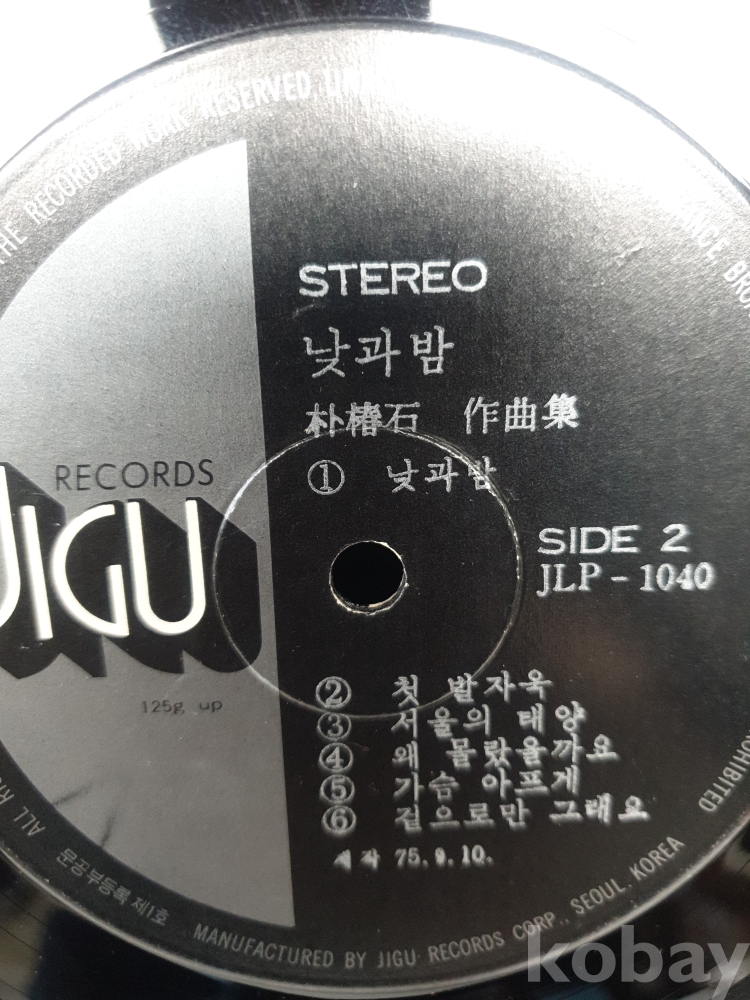 THE RECORDED WORK RESERVED. UN
STEREO
낮과밤
朴椿石 作曲集
① 낮과밤
RECORDS
JIGU
SIDE 2
JLP-1040
125g up
② 첫 발자욱
③ 서울의 태양
④ 왜 몰랐을까요
⑤ 가슴 아프게
⑥ 겉으로만 그래요
제작 75.9.10.
문공부등록 제1호
MANUFACTURED BY JIGU RECORDS CORP., SEOUL, KOREA
PROHIBITED
ALL
kobay